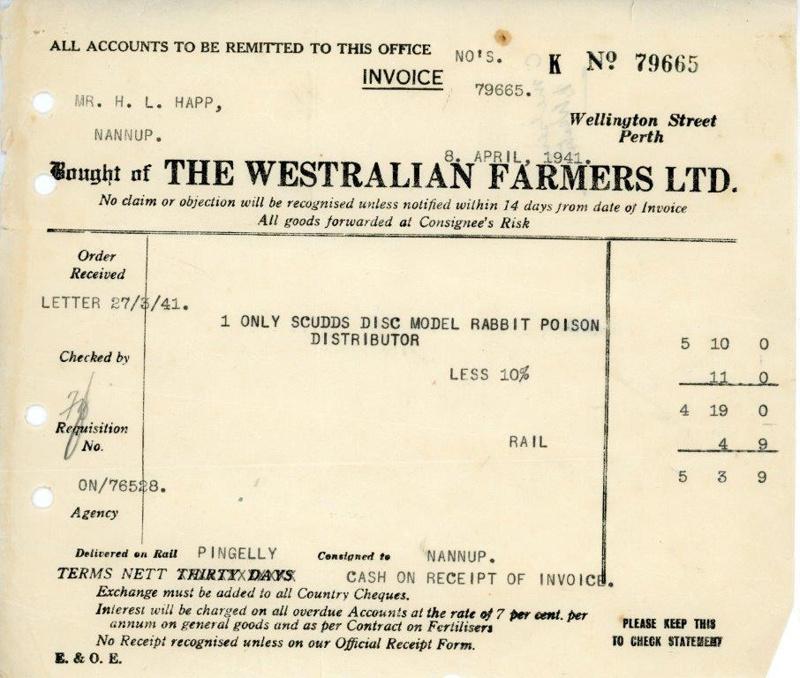 ALL ACCOUNTS TO BE REMITTED TO THIS OFFICE
NO'S. K Nº 79665
INVOICE
79665.
MR. H. L. HAPP,
Wellington Street
NANNUP.
Perth
8. APRIL, 1941.
Bought of THE WESTRALIAN FARMERS LTD.
No claim or objection will be recognised unless notified within 14 days from date of Invoice
All goods forwarded at Consignee's Risk
Order
Received
LETTER 27/3/41.
1 ONLY SCUDDS DISC MODEL RABBIT POISON
DISTRIBUTOR 5 10 0
Checked by
LESS 10% 11 0
4 19 0
Requisition
No.
RAIL 4 9
5 3 9
ON/76528.
Agency
Delivered on Rail PINGELLY Consigned to NANNUP.
TERMS NETT THIRTY DAYS CASH ON RECEIPT OF INVOICE.
Exchange must be added to all Country Cheques.
Interest will be charged on all overdue Accounts at the rate of 7 per cent. per
annum on general goods and as per Contract on Fertilisers
No Receipt recognised unless on our Official Receipt Form.
E. & O. E.
PLEASE KEEP THIS
TO CHECK STATEMENT